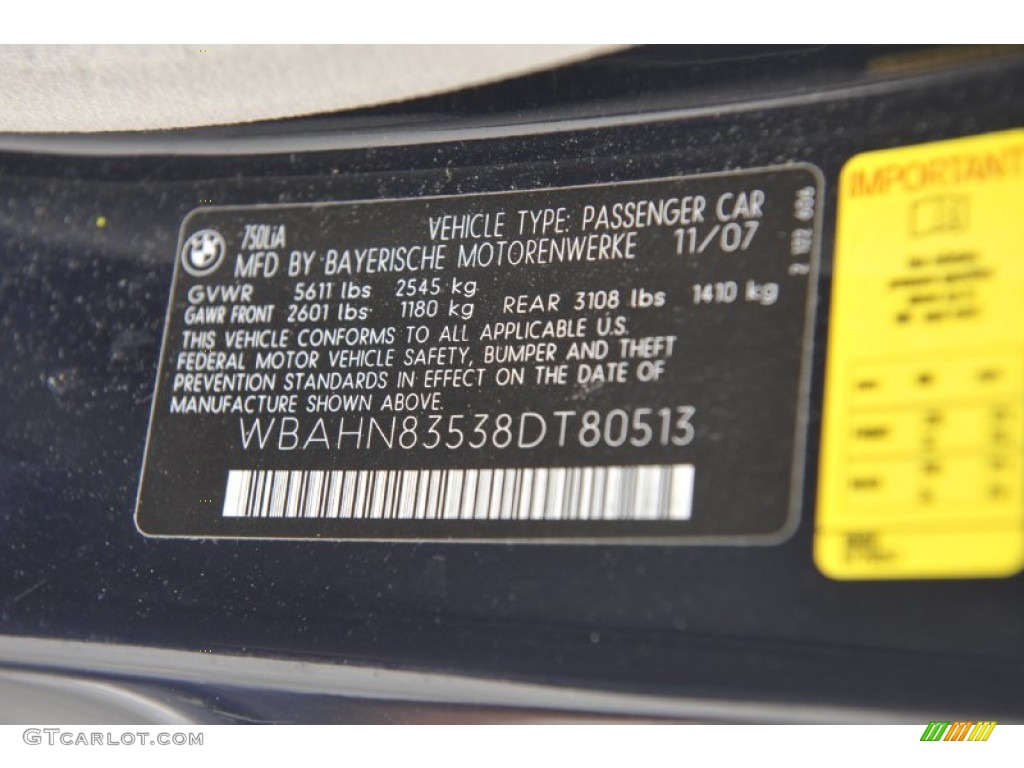 750LiA VEHICLE TYPE: PASSENGER CAR
MFD BY BAYERISCHE MOTORENWERKE 11/07
GVWR 5611 lbs 2545 kg
GAWR FRONT 2601 lbs 1180 kg REAR 3108 lbs 1410 kg
THIS VEHICLE CONFORMS TO ALL APPLICABLE U.S.
FEDERAL MOTOR VEHICLE SAFETY, BUMPER AND THEFT
PREVENTION STANDARDS IN EFFECT ON THE DATE OF
MANUFACTURE SHOWN ABOVE.
WBAHN83538DT80513
IMPORTANT
GTCarLot.com